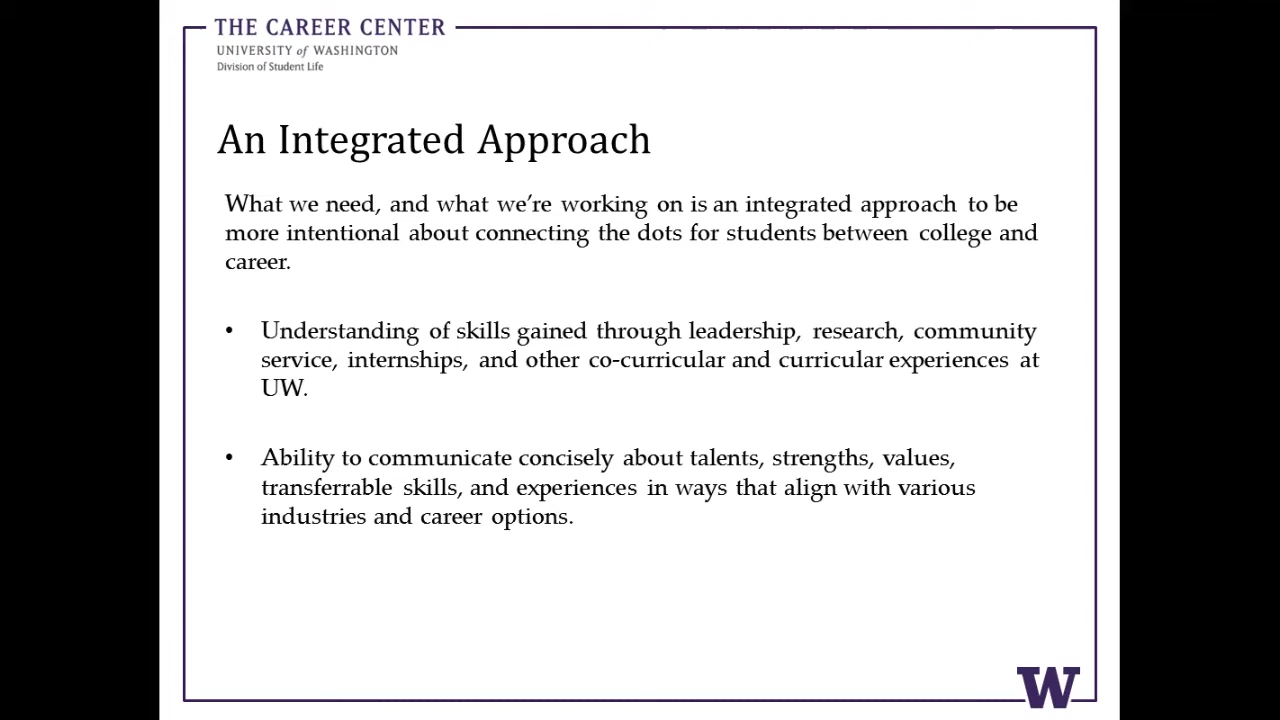 THE CAREER CENTER
UNIVERSITY of WASHINGTON
Division of Student Life
An Integrated Approach
What we need, and what we’re working on is an integrated approach to be
more intentional about connecting the dots for students between college and
career.
• Understanding of skills gained through leadership, research, community
service, internships, and other co-curricular and curricular experiences at
UW.
• Ability to communicate concisely about talents, strengths, values,
transferrable skills, and experiences in ways that align with various
industries and career options.
W